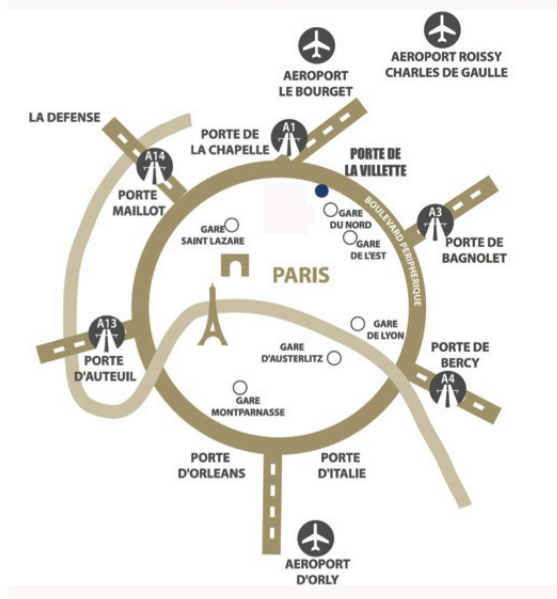 AEROPORT ROISSY
CHARLES DE GAULLE
AEROPORT
LE BOURGET
LA DEFENSE
A14
PORTE
MAILLOT
PORTE DE
LA CHAPELLE
A1
PORTE DE
LA VILLETTE
BOULEVARD PERIPHERIQUE
A3
PORTE DE
BAGNOLET
GARE
SAINT LAZARE
GARE
DU NORD
GARE
DE L'EST
PARIS
A13
PORTE
D'AUTEUIL
GARE
DE LYON
GARE
D'AUSTERLITZ
PORTE DE
BERCY
A4
GARE
MONTPARNASSE
PORTE
D'ORLEANS
PORTE
D'ITALIE
AEROPORT
D'ORLY